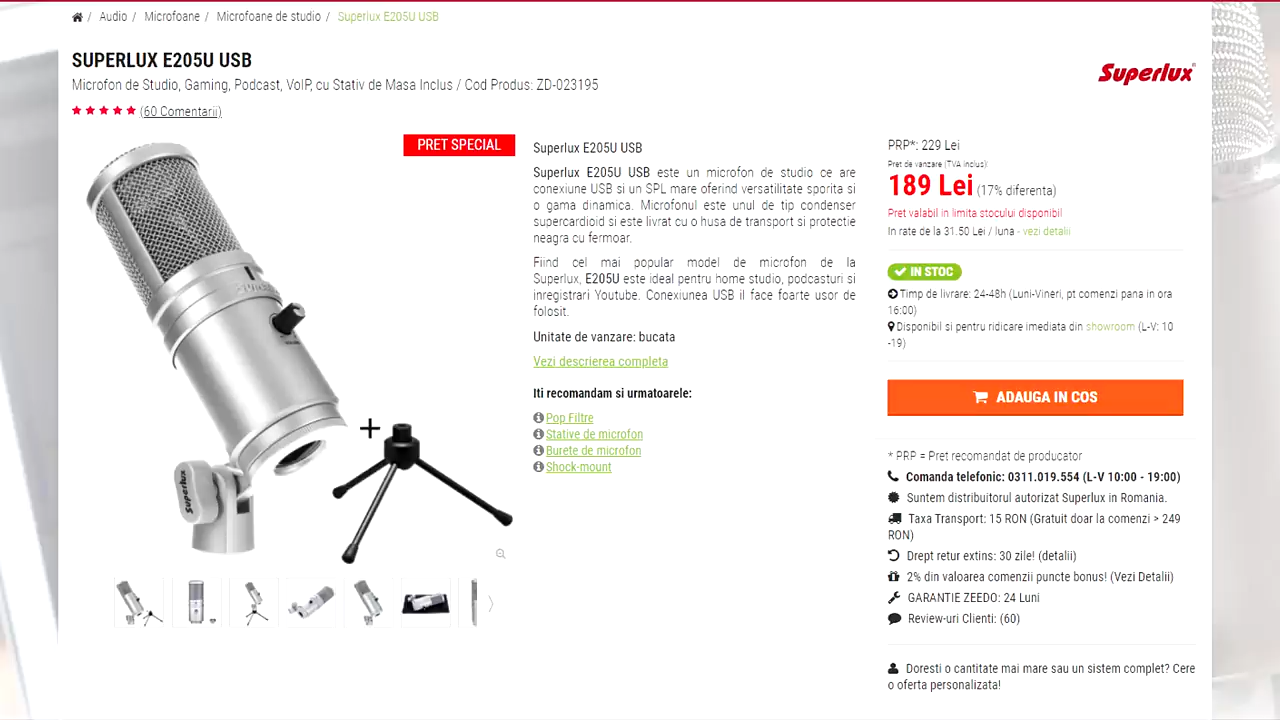 / Audio / Microfoane / Microfoane de studio / Superlux E205U USB
SUPERLUX E205U USB
Microfon de Studio, Gaming, Podcast, VoIP, cu Stativ de Masa Inclus / Cod Produs: ZD-023195
(60 Comentarii)
Superlux
PRET SPECIAL
Superlux
Superlux E205U USB
Superlux E205U USB este un microfon de studio ce are
conexiune USB si un SPL mare oferind versatilitate sporita si
o gama dinamica. Microfonul este unul de tip condenser
supercardioid si este livrat cu o husa de transport si protectie
neagra cu fermoar.
Fiind cel mai popular model de microfon de la
Superlux, E205U este ideal pentru home studio, podcasturi si
inregistrari Youtube. Conexiunea USB il face foarte usor de
folosit.
Unitate de vanzare: bucata
Vezi descrierea completa
Iti recomandam si urmatoarele:
Pop Filtre
Stative de microfon
Burete de microfon
Shock-mount
PRP*: 229 Lei
Pret de vanzare (TVA inclus):
189 Lei (17% diferenta)
Pret valabil in limita stocului disponibil
In rate de la 31.50 Lei / luna - vezi detalii
IN STOC
Timp de livrare: 24-48h (Luni-Vineri, pt comenzi pana in ora
16:00)
Disponibil si pentru ridicare imediata din showroom (L-V: 10
-19)
ADAUGA IN COS
* PRP = Pret recomandat de producator
Comanda telefonic: 0311.019.554 (L-V 10:00 - 19:00)
Suntem distribuitorul autorizat Superlux in Romania.
Taxa Transport: 15 RON (Gratuit doar la comenzi > 249
RON)
Drept retur extins: 30 zile! (detalii)
2% din valoarea comenzii puncte bonus! (Vezi Detalii)
GARANTIE ZEEDO: 24 Luni
Review-uri Clienti: (60)
Doresti o cantitate mai mare sau un sistem complet? Cere
o oferta personalizata!